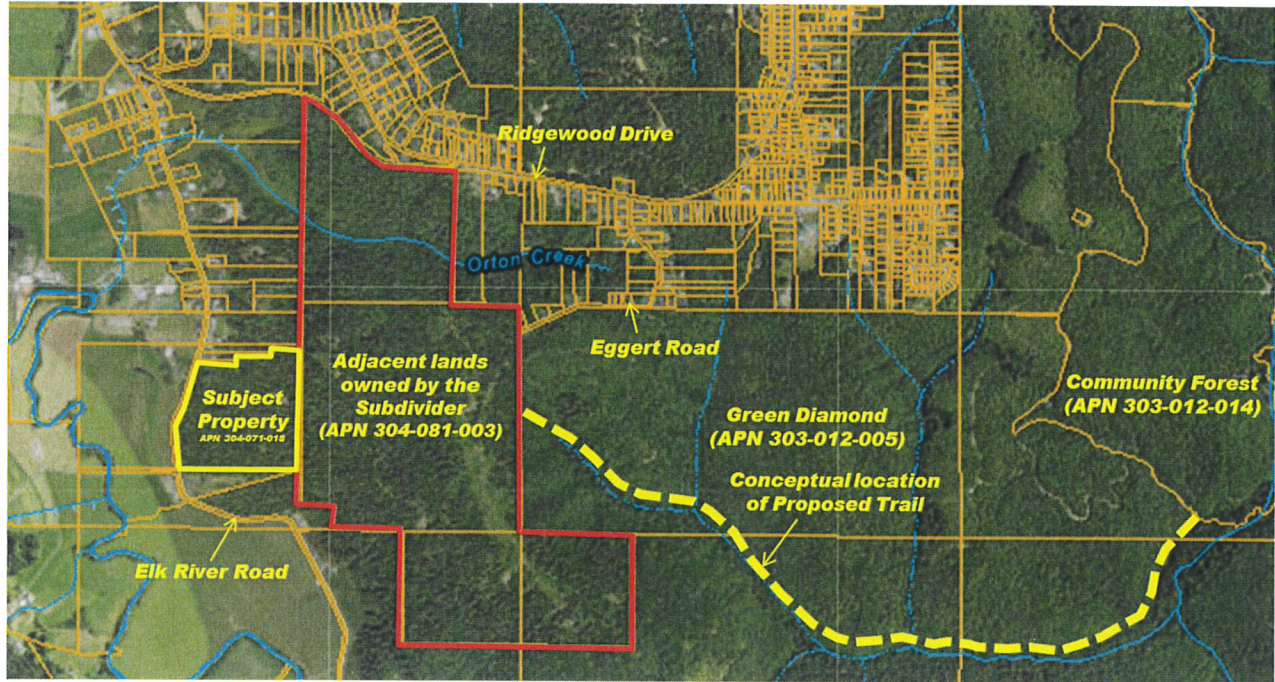 Ridgewood Drive
Orton Creek
Eggert Road
Adjacent lands
owned by the
Subdivider
(APN 304-081-003)
Subject
Property
APN 304-071-018
Green Diamond
(APN 303-012-005)
Community Forest
(APN 303-012-014)
Conceptual location
of Proposed Trail
Elk River Road